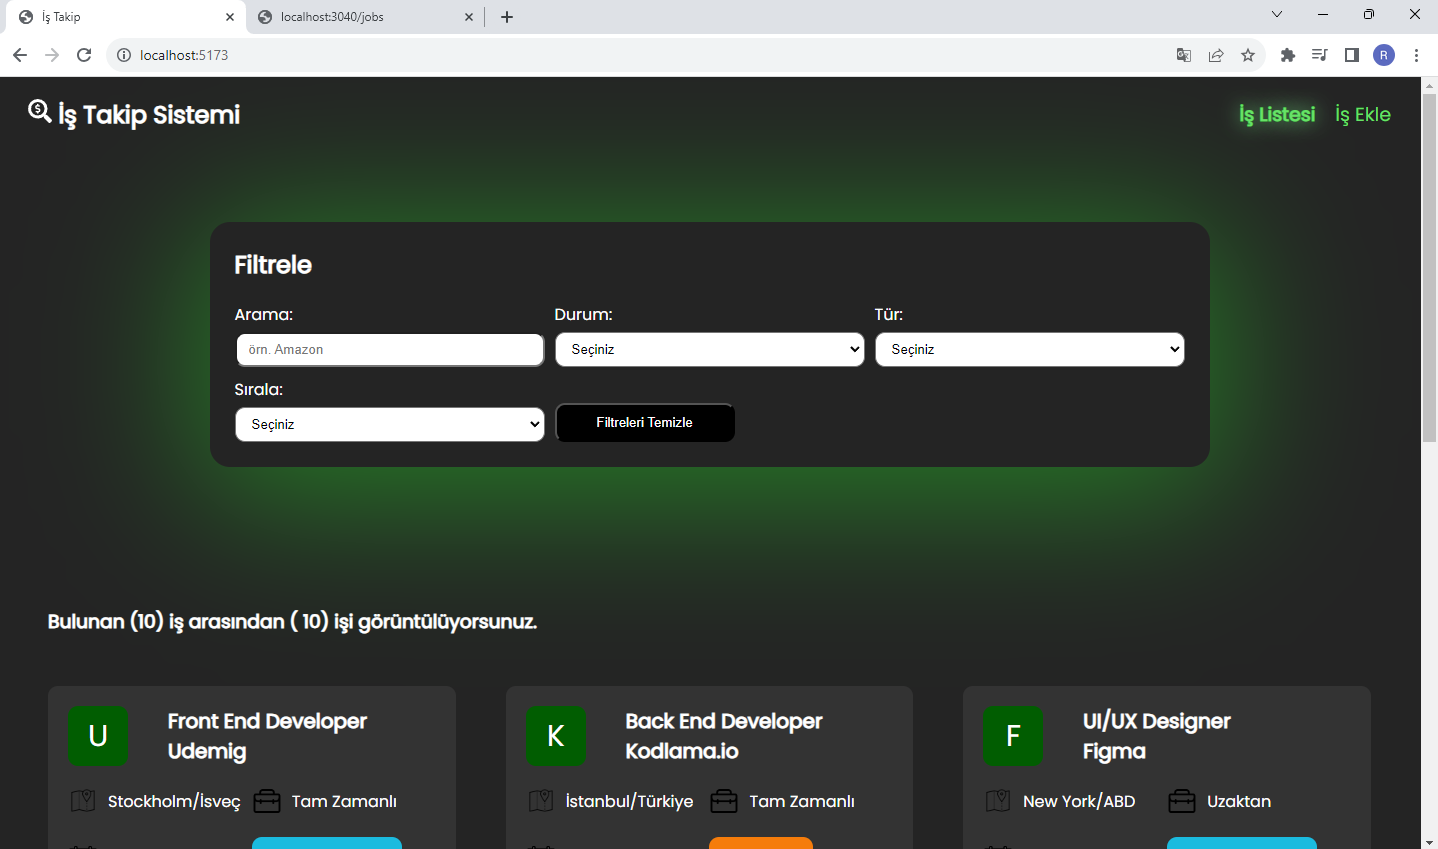 İş Takip
localhost:3040/jobs
localhost:5173
R
İş Takip Sistemi
İş Listesi
İş Ekle
Filtrele
Arama:
Durum:
Tür:
örn. Amazon
Seçiniz
Seçiniz
Sırala:
Seçiniz
Filtreleri Temizle
Bulunan (10) iş arasından ( 10) işi görüntülüyorsunuz.
U
Front End Developer
Udemig
Stockholm/İsveç
Tam Zamanlı
K
Back End Developer
Kodlama.io
İstanbul/Türkiye
Tam Zamanlı
F
UI/UX Designer
Figma
New York/ABD
Uzaktan